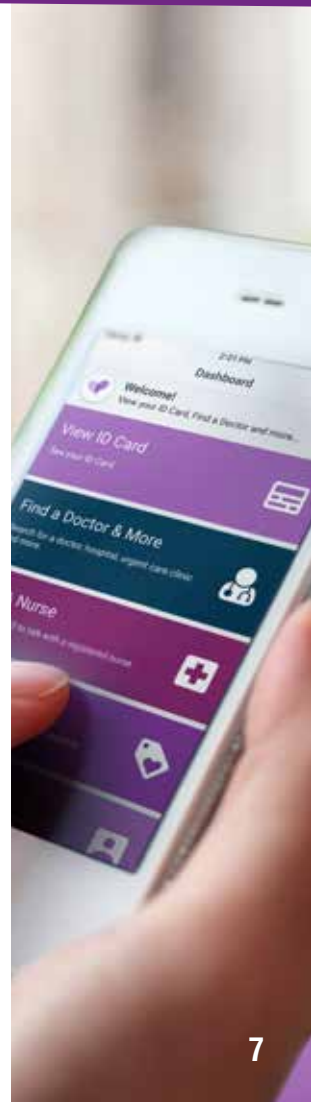 2:01 PM
Dashboard
Welcome!
View your ID Card, Find a Doctor and more...
View ID Card
See your ID Card
Find a Doctor & More
Search for a doctor, hospital, urgent care clinic
and more
Nurse
to talk with a registered nurse
7